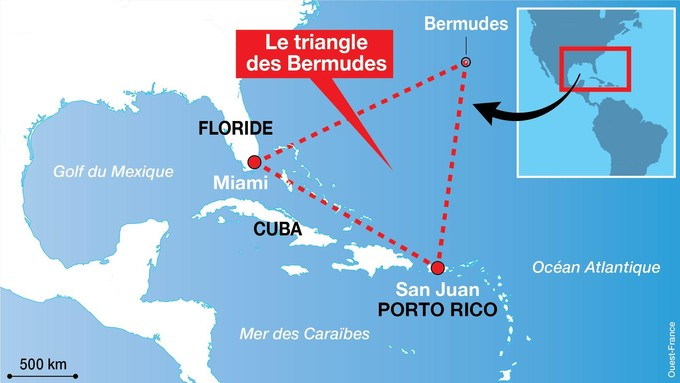 Bermudes
Le triangle
des Bermudes
FLORIDE
Golf du Mexique
Miami
CUBA
Océan Atlantique
San Juan
PORTO RICO
Mer des Caraïbes
500 km
Ouest-France